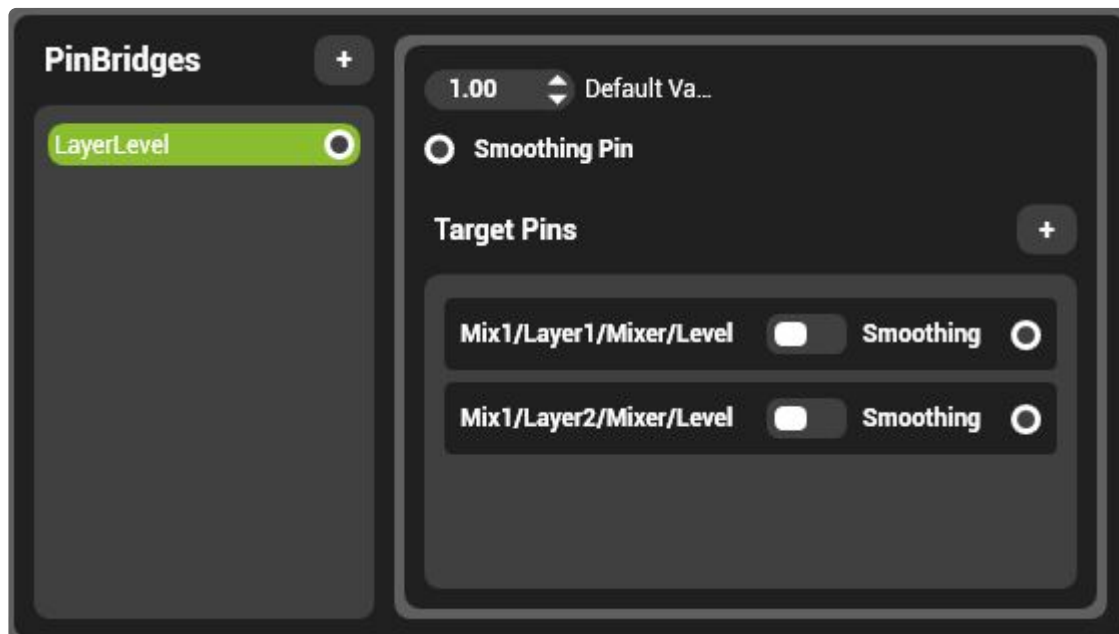 PinBridges +
LayerLevel
1.00 Default Va...
Smoothing Pin
Target Pins +
Mix1/Layer1/Mixer/Level Smoothing
Mix1/Layer2/Mixer/Level Smoothing